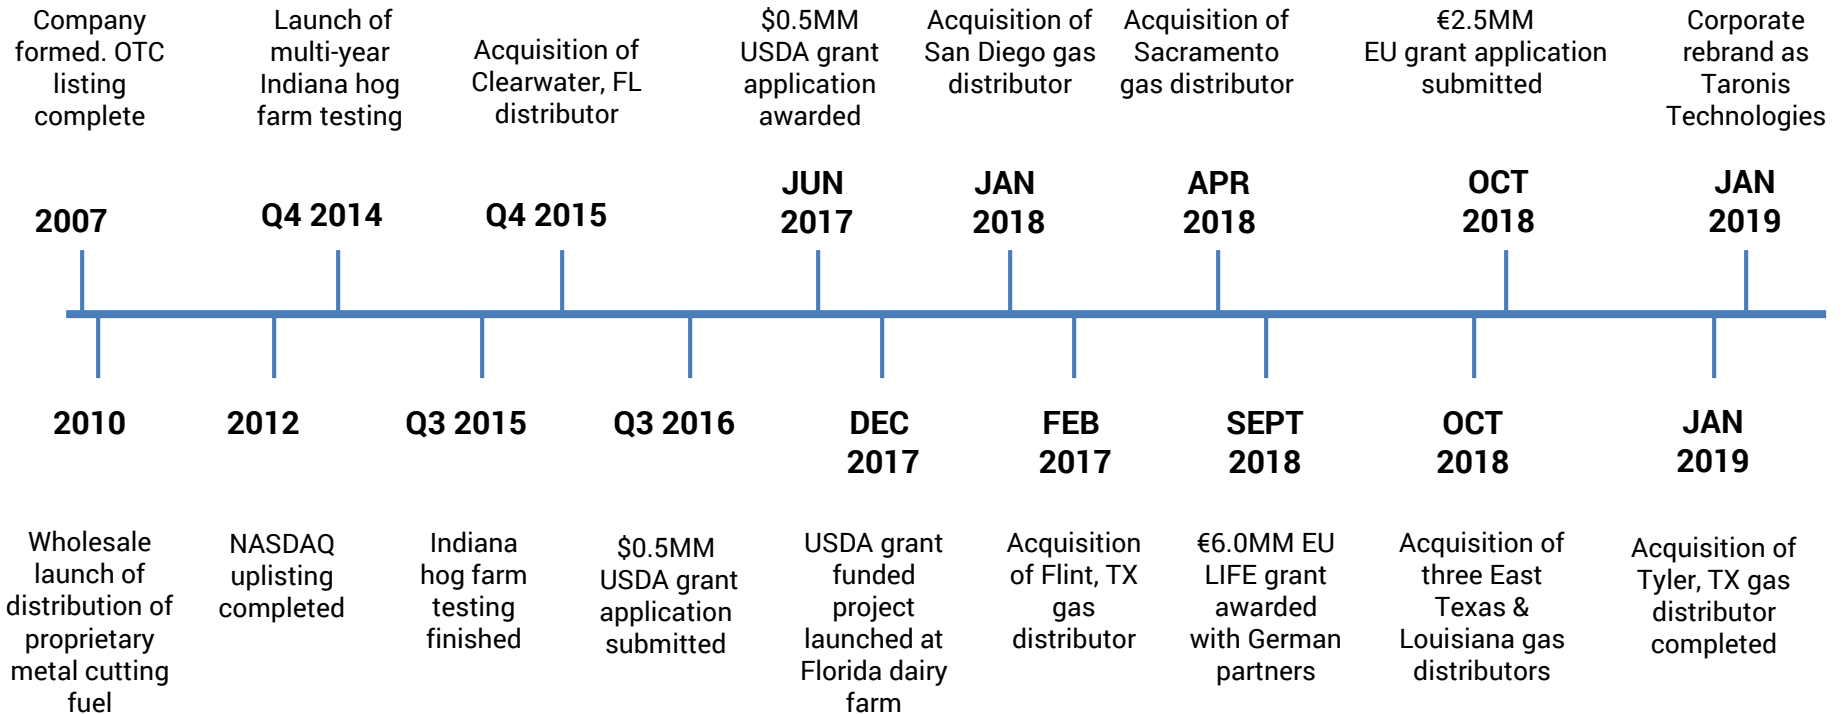 Company
formed. OTC
listing
complete
Launch of
multi-year
Indiana hog
farm testing
Acquisition of
Clearwater, FL
distributor
$0.5MM
USDA grant
application
awarded
Acquisition of
San Diego gas
distributor
Acquisition of
Sacramento
gas distributor
€2.5MM
EU grant application
submitted
Corporate
rebrand as
Taronis
Technologies
2007
Q4 2014
Q4 2015
JUN
2017
JAN
2018
APR
2018
OCT
2018
JAN
2019
2010
2012
Q3 2015
Q3 2016
DEC
2017
FEB
2017
SEPT
2018
OCT
2018
JAN
2019
Wholesale
launch of
distribution of
proprietary
metal cutting
fuel
NASDAQ
uplisting
completed
Indiana
hog farm
testing
finished
$0.5MM
USDA grant
application
submitted
USDA grant
funded
project
launched at
Florida dairy
farm
Acquisition
of Flint, TX
gas
distributor
€6.0MM EU
LIFE grant
awarded
with German
partners
Acquisition of
three East
Texas &
Louisiana gas
distributors
Acquisition of
Tyler, TX gas
distributor
completed